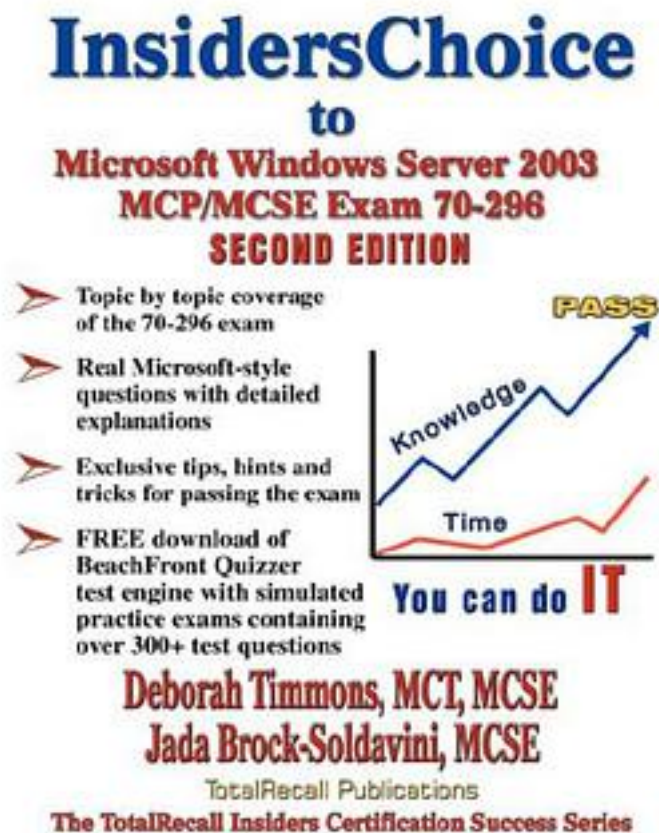 InsidersChoice
to
Microsoft Windows Server 2003
MCP/MCSE Exam 70-296
SECOND EDITION
Topic by topic coverage
of the 70-296 exam
Real Microsoft-style
questions with detailed
explanations
Exclusive tips, hints and
tricks for passing the exam
FREE download of
BeachFront Quizzer
test engine with simulated
practice exams containing
over 300+ test questions
PASS
Knowledge
Time
You can do IT
Deborah Timmons, MCT, MCSE
Jada Brock-Soldavini, MCSE
TotalRecall Publications
The TotalRecall Insiders Certification Success Series